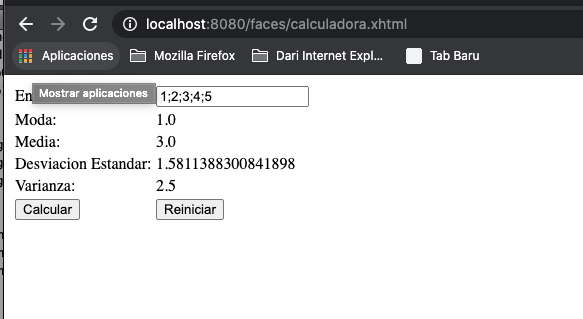 localhost:8080/faces/calculadora.xhtml
Aplicaciones Mozilla Firefox Dari Internet Expl... Tab Baru
Mostrar aplicaciones
En 1;2;3;4;5
Moda: 1.0
Media: 3.0
Desviacion Estandar: 1.5811388300841898
Varianza: 2.5
Calcular Reiniciar